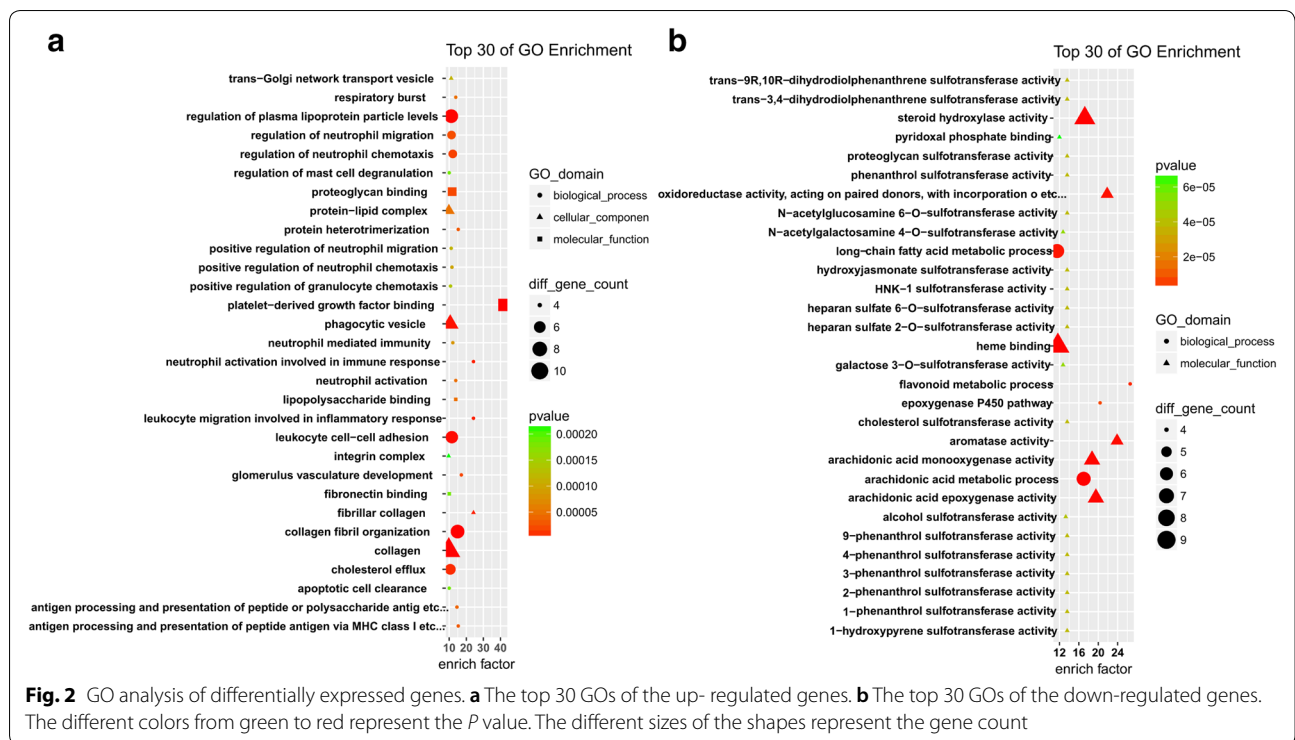 a
Top 30 of GO Enrichment
trans−Golgi network transport vesicle
respiratory burst
regulation of plasma lipoprotein particle levels
regulation of neutrophil migration
regulation of neutrophil chemotaxis
regulation of mast cell degranulation
proteoglycan binding
protein−lipid complex
protein heterotrimerization
positive regulation of neutrophil migration
positive regulation of neutrophil chemotaxis
positive regulation of granulocyte chemotaxis
platelet−derived growth factor binding
phagocytic vesicle
neutrophil mediated immunity
neutrophil activation involved in immune response
neutrophil activation
lipopolysaccharide binding
leukocyte migration involved in inflammatory response
leukocyte cell−cell adhesion
integrin complex
glomerulus vasculature development
fibronectin binding
fibrillar collagen
collagen fibril organization
collagen
cholesterol efflux
apoptotic cell clearance
antigen processing and presentation of peptide or polysaccharide antig etc...
antigen processing and presentation of peptide antigen via MHC class I etc...
10 20 30 40
enrich factor
GO_domain
biological_process
cellular_componen
molecular_function
diff_gene_count
4
6
8
10
pvalue
0.00020
0.00015
0.00010
0.00005
b
Top 30 of GO Enrichment
trans−9R,10R−dihydrodiolphenanthrene sulfotransferase activity
trans−3,4−dihydrodiolphenanthrene sulfotransferase activity
steroid hydroxylase activity
pyridoxal phosphate binding
proteoglycan sulfotransferase activity
phenanthrol sulfotransferase activity
oxidoreductase activity, acting on paired donors, with incorporation o etc...
N−acetylglucosamine 6−O−sulfotransferase activity
N−acetylgalactosamine 4−O−sulfotransferase activity
long−chain fatty acid metabolic process
hydroxyjasmonate sulfotransferase activity
HNK−1 sulfotransferase activity
heparan sulfate 6−O−sulfotransferase activity
heparan sulfate 2−O−sulfotransferase activity
heme binding
galactose 3−O−sulfotransferase activity
flavonoid metabolic process
epoxygenase P450 pathway
cholesterol sulfotransferase activity
aromatase activity
arachidonic acid monooxygenase activity
arachidonic acid metabolic process
arachidonic acid epoxygenase activity
alcohol sulfotransferase activity
9−phenanthrol sulfotransferase activity
4−phenanthrol sulfotransferase activity
3−phenanthrol sulfotransferase activity
2−phenanthrol sulfotransferase activity
1−phenanthrol sulfotransferase activity
1−hydroxypyrene sulfotransferase activity
12 16 20 24
enrich factor
pvalue
6e−05
4e−05
2e−05
GO_domain
biological_process
molecular_function
diff_gene_count
4
5
6
7
8
9
Fig. 2 GO analysis of differentially expressed genes. a The top 30 GOs of the up- regulated genes. b The top 30 GOs of the down-regulated genes.
The different colors from green to red represent the P value. The different sizes of the shapes represent the gene count